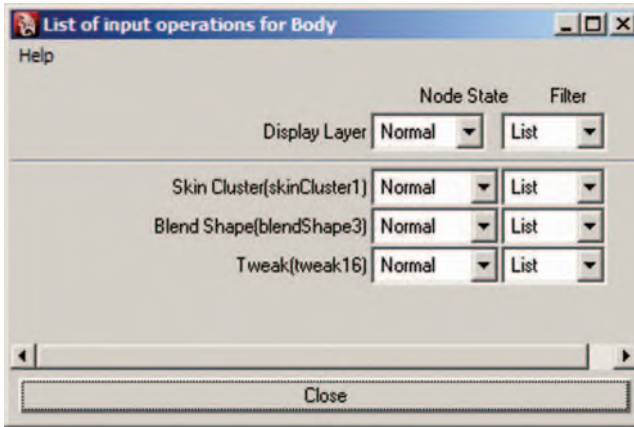 List of input operations for Body
Help
Node State Filter
Display Layer Normal List
Skin Cluster(skinCluster1) Normal List
Blend Shape(blendShape3) Normal List
Tweak(tweak16) Normal List
Close